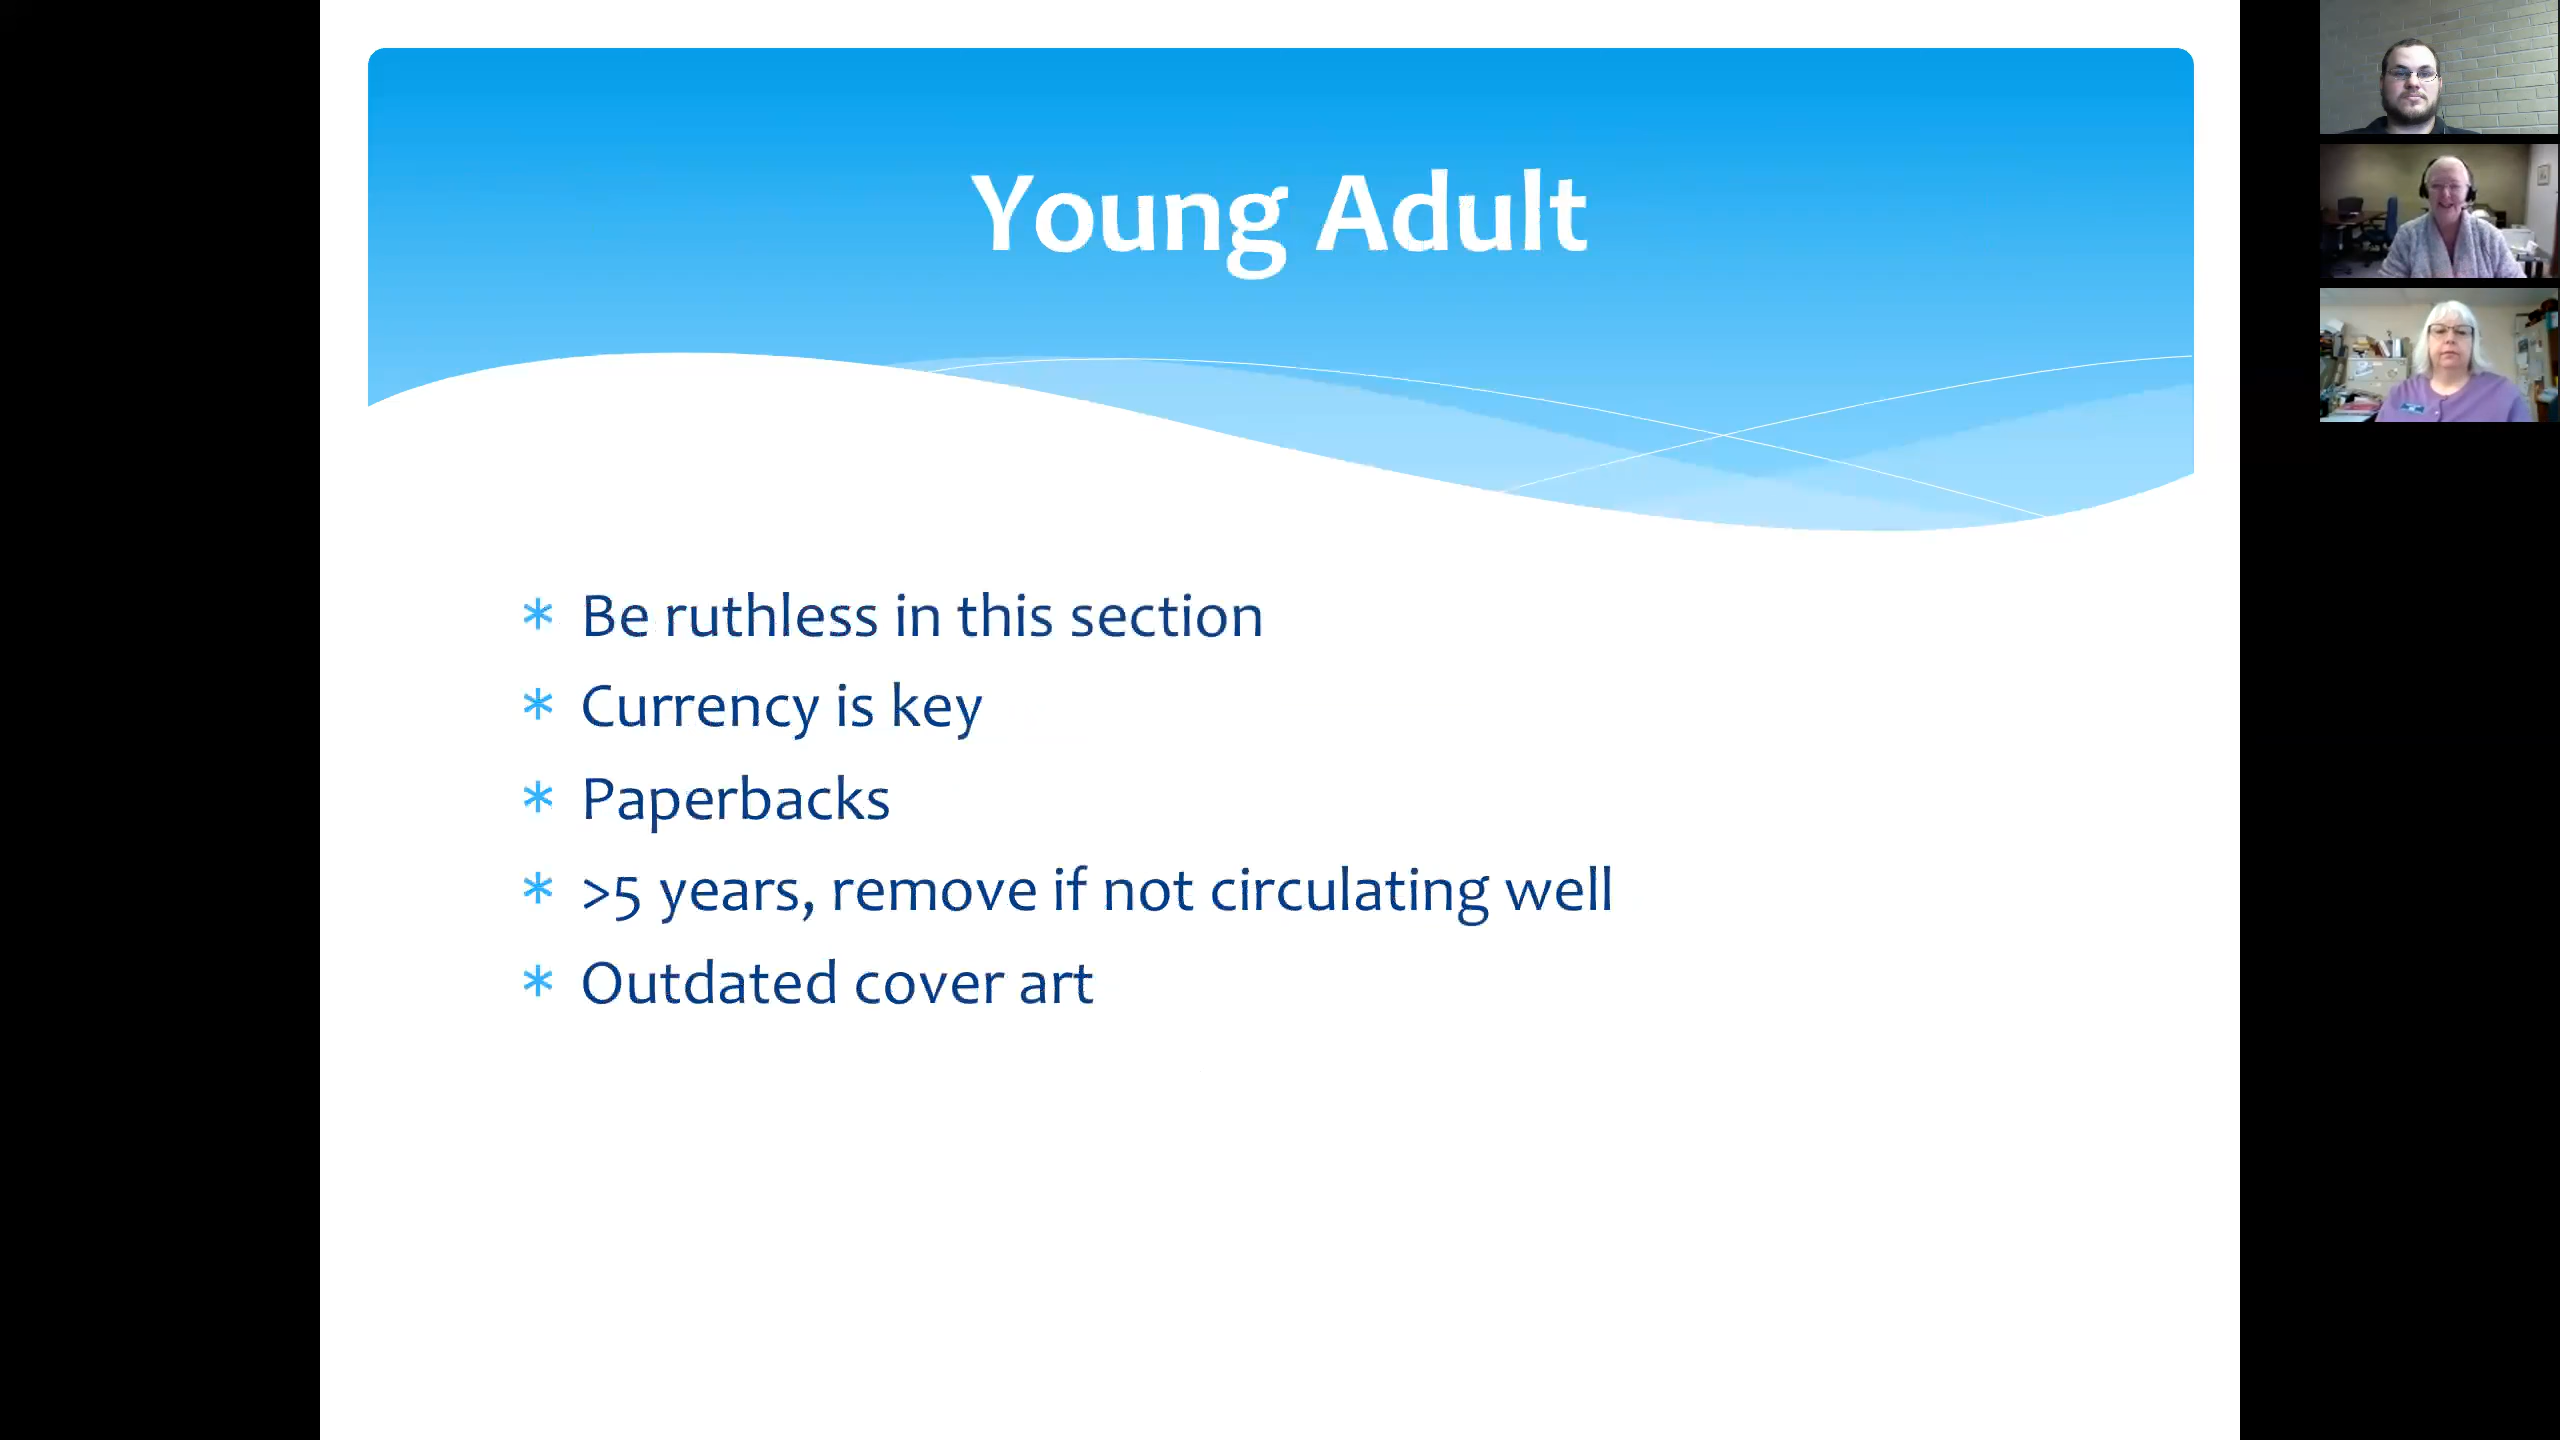 Young Adult
* Be ruthless in this section
* Currency is key
* Paperbacks
* >5 years, remove if not circulating well
* Outdated cover art